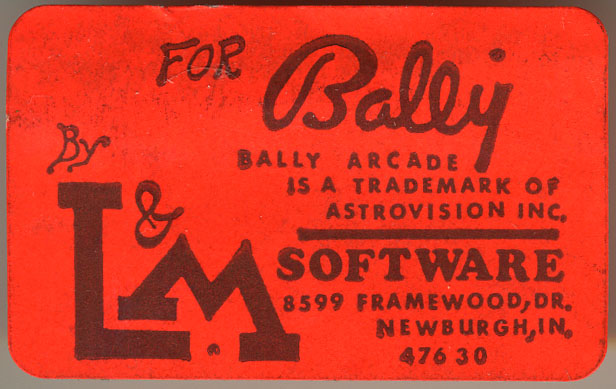 FOR Bally
By
BALLY ARCADE
IS A TRADEMARK OF
ASTROVISION INC.
L&M.
SOFTWARE
8599 FRAMEWOOD, DR.
NEWBURGH, IN.
47630